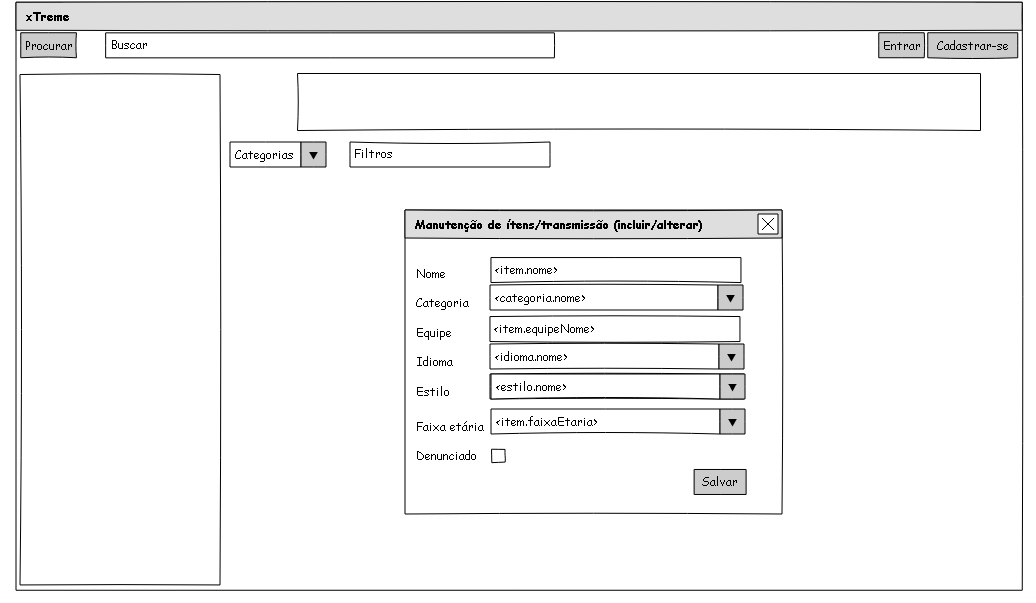 xTreme
Procurar Buscar Entrar Cadastrar-se
Categorias Filtros
Manutenção de ítens/transmissão (incluir/alterar)
Nome <item.nome>
Categoria <categoria.nome>
Equipe <item.equipeNome>
Idioma <idioma.nome>
Estilo <estilo.nome>
Faixa etária <item.faixaEtaria>
Denunciado
Salvar